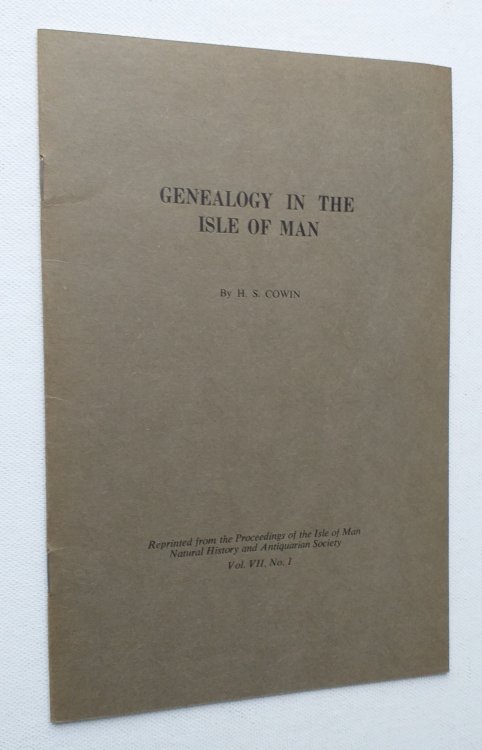 GENEALOGY IN THE
ISLE OF MAN
By H. S. COWIN
Reprinted from the Proceedings of the Isle of Man
Natural History and Antiquarian Society
Vol. VII, No. 1